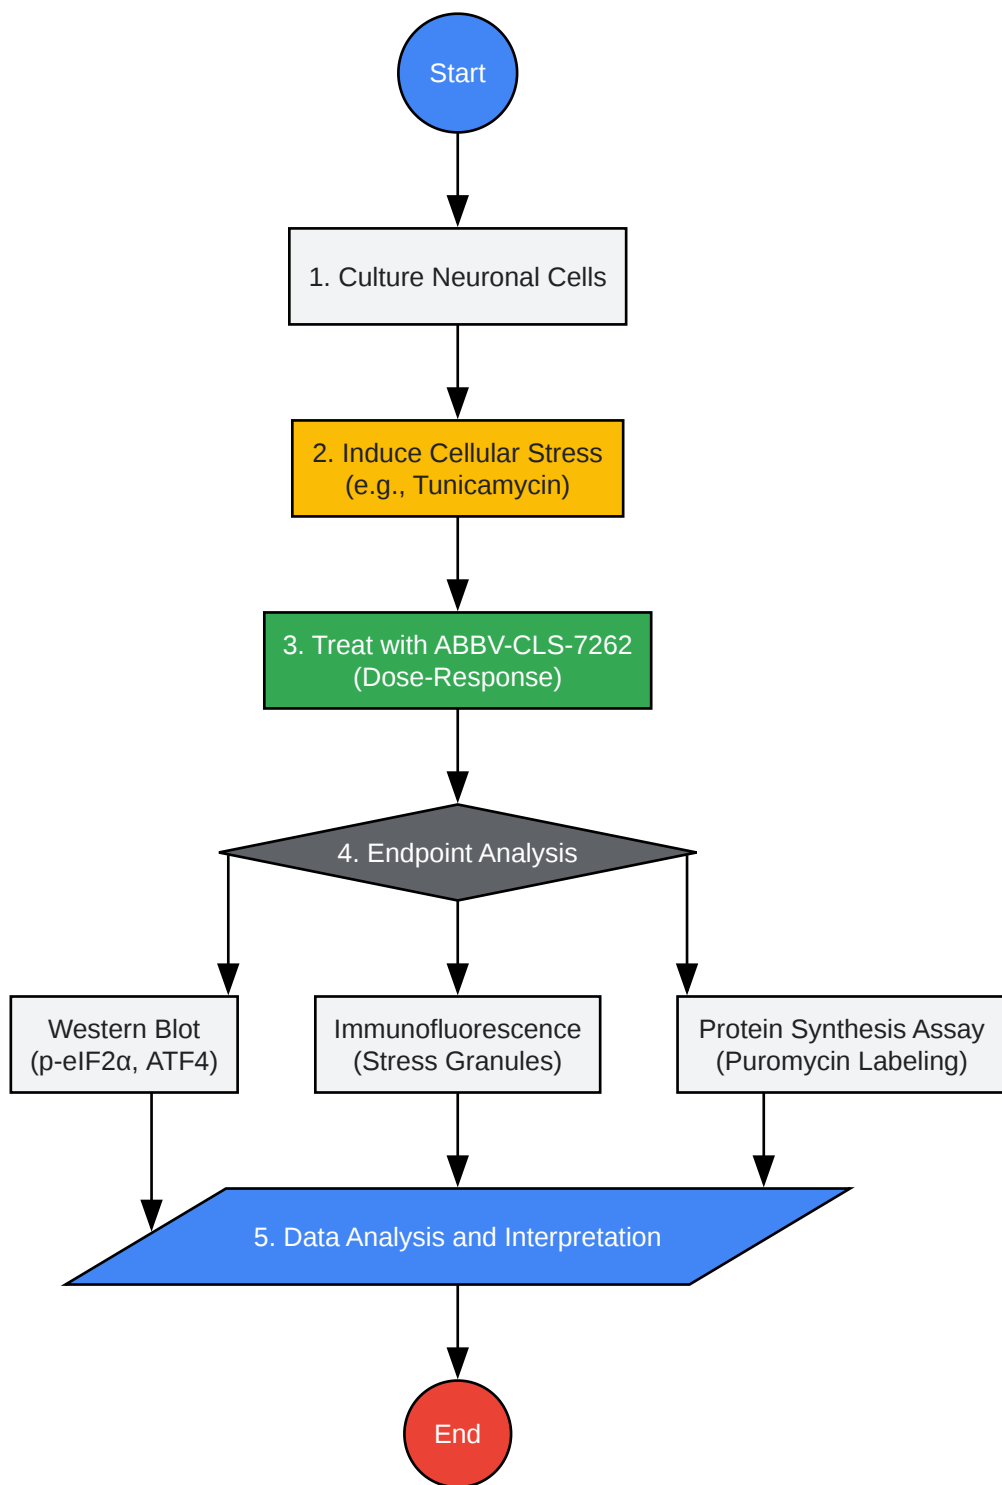 Start
1. Culture Neuronal Cells
2. Induce Cellular Stress
(e.g., Tunicamycin)
3. Treat with ABBV-CLS-7262
(Dose-Response)
4. Endpoint Analysis
Western Blot
(p-eIF2α, ATF4)
Immunofluorescence
(Stress Granules)
Protein Synthesis Assay
(Puromycin Labeling)
5. Data Analysis and Interpretation
End